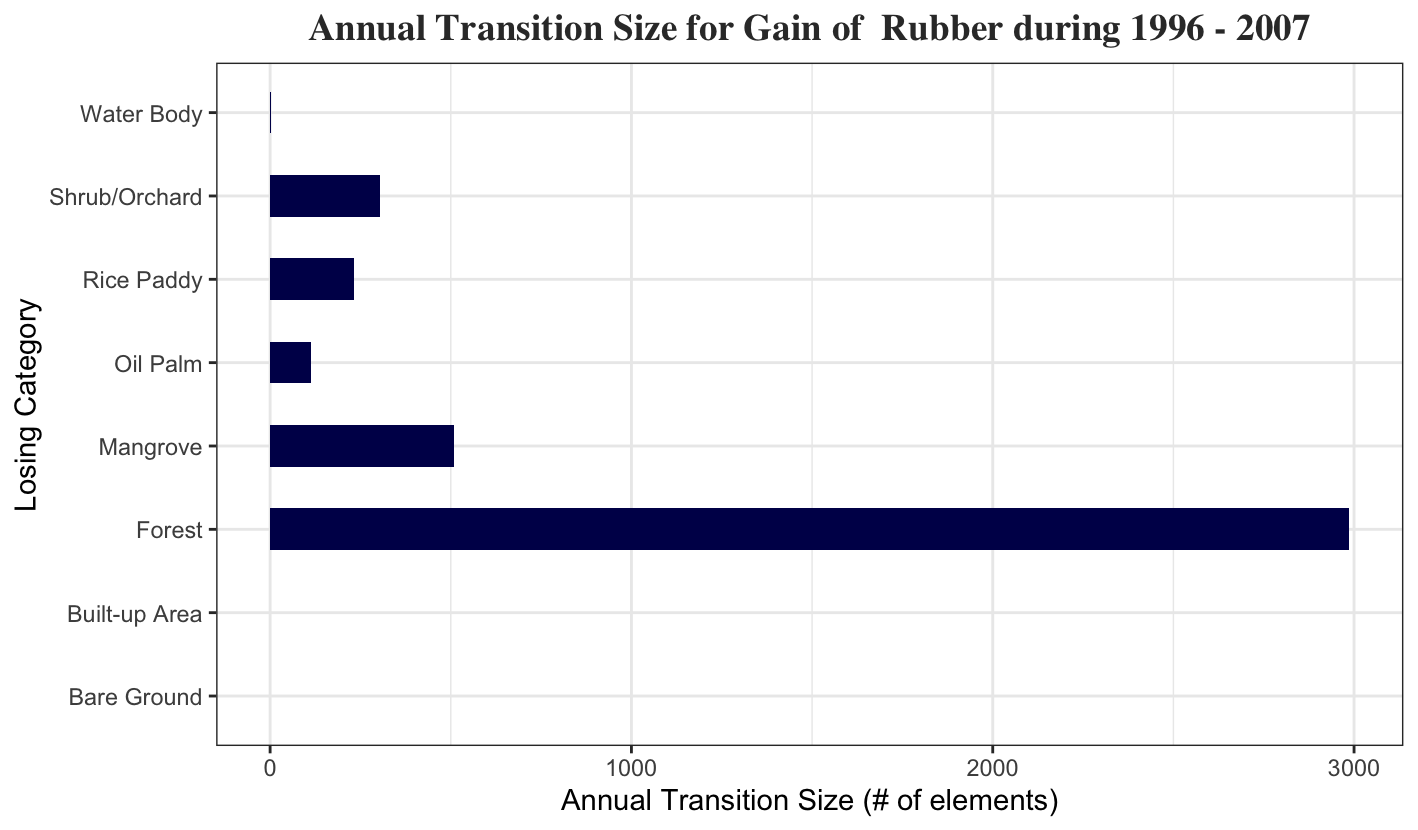 Annual Transition Size for Gain of  Rubber during 1996 - 2007
Losing Category
Water Body
Shrub/Orchard
Rice Paddy
Oil Palm
Mangrove
Forest
Built-up Area
Bare Ground
0 1000 2000 3000
Annual Transition Size (# of elements)